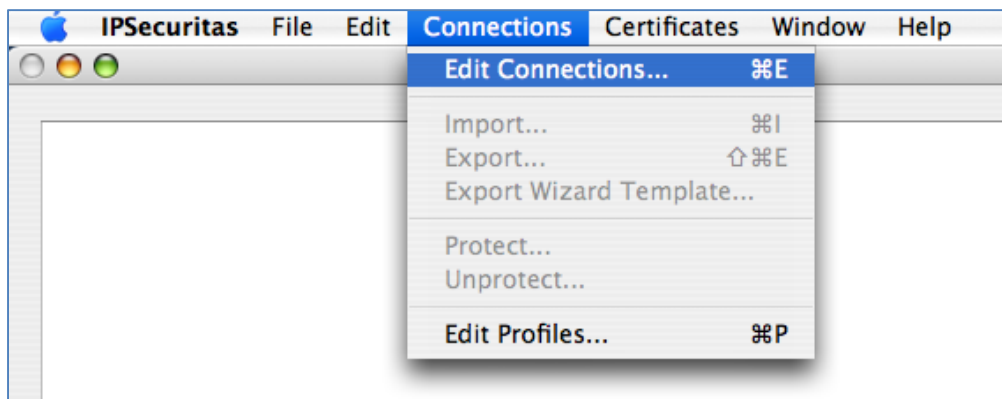 IPSecuritas File Edit Connections Certificates Window Help
Edit Connections... ⌘E
Import... ⌘I
Export... ⇧⌘E
Export Wizard Template...
Protect...
Unprotect...
Edit Profiles... ⌘P